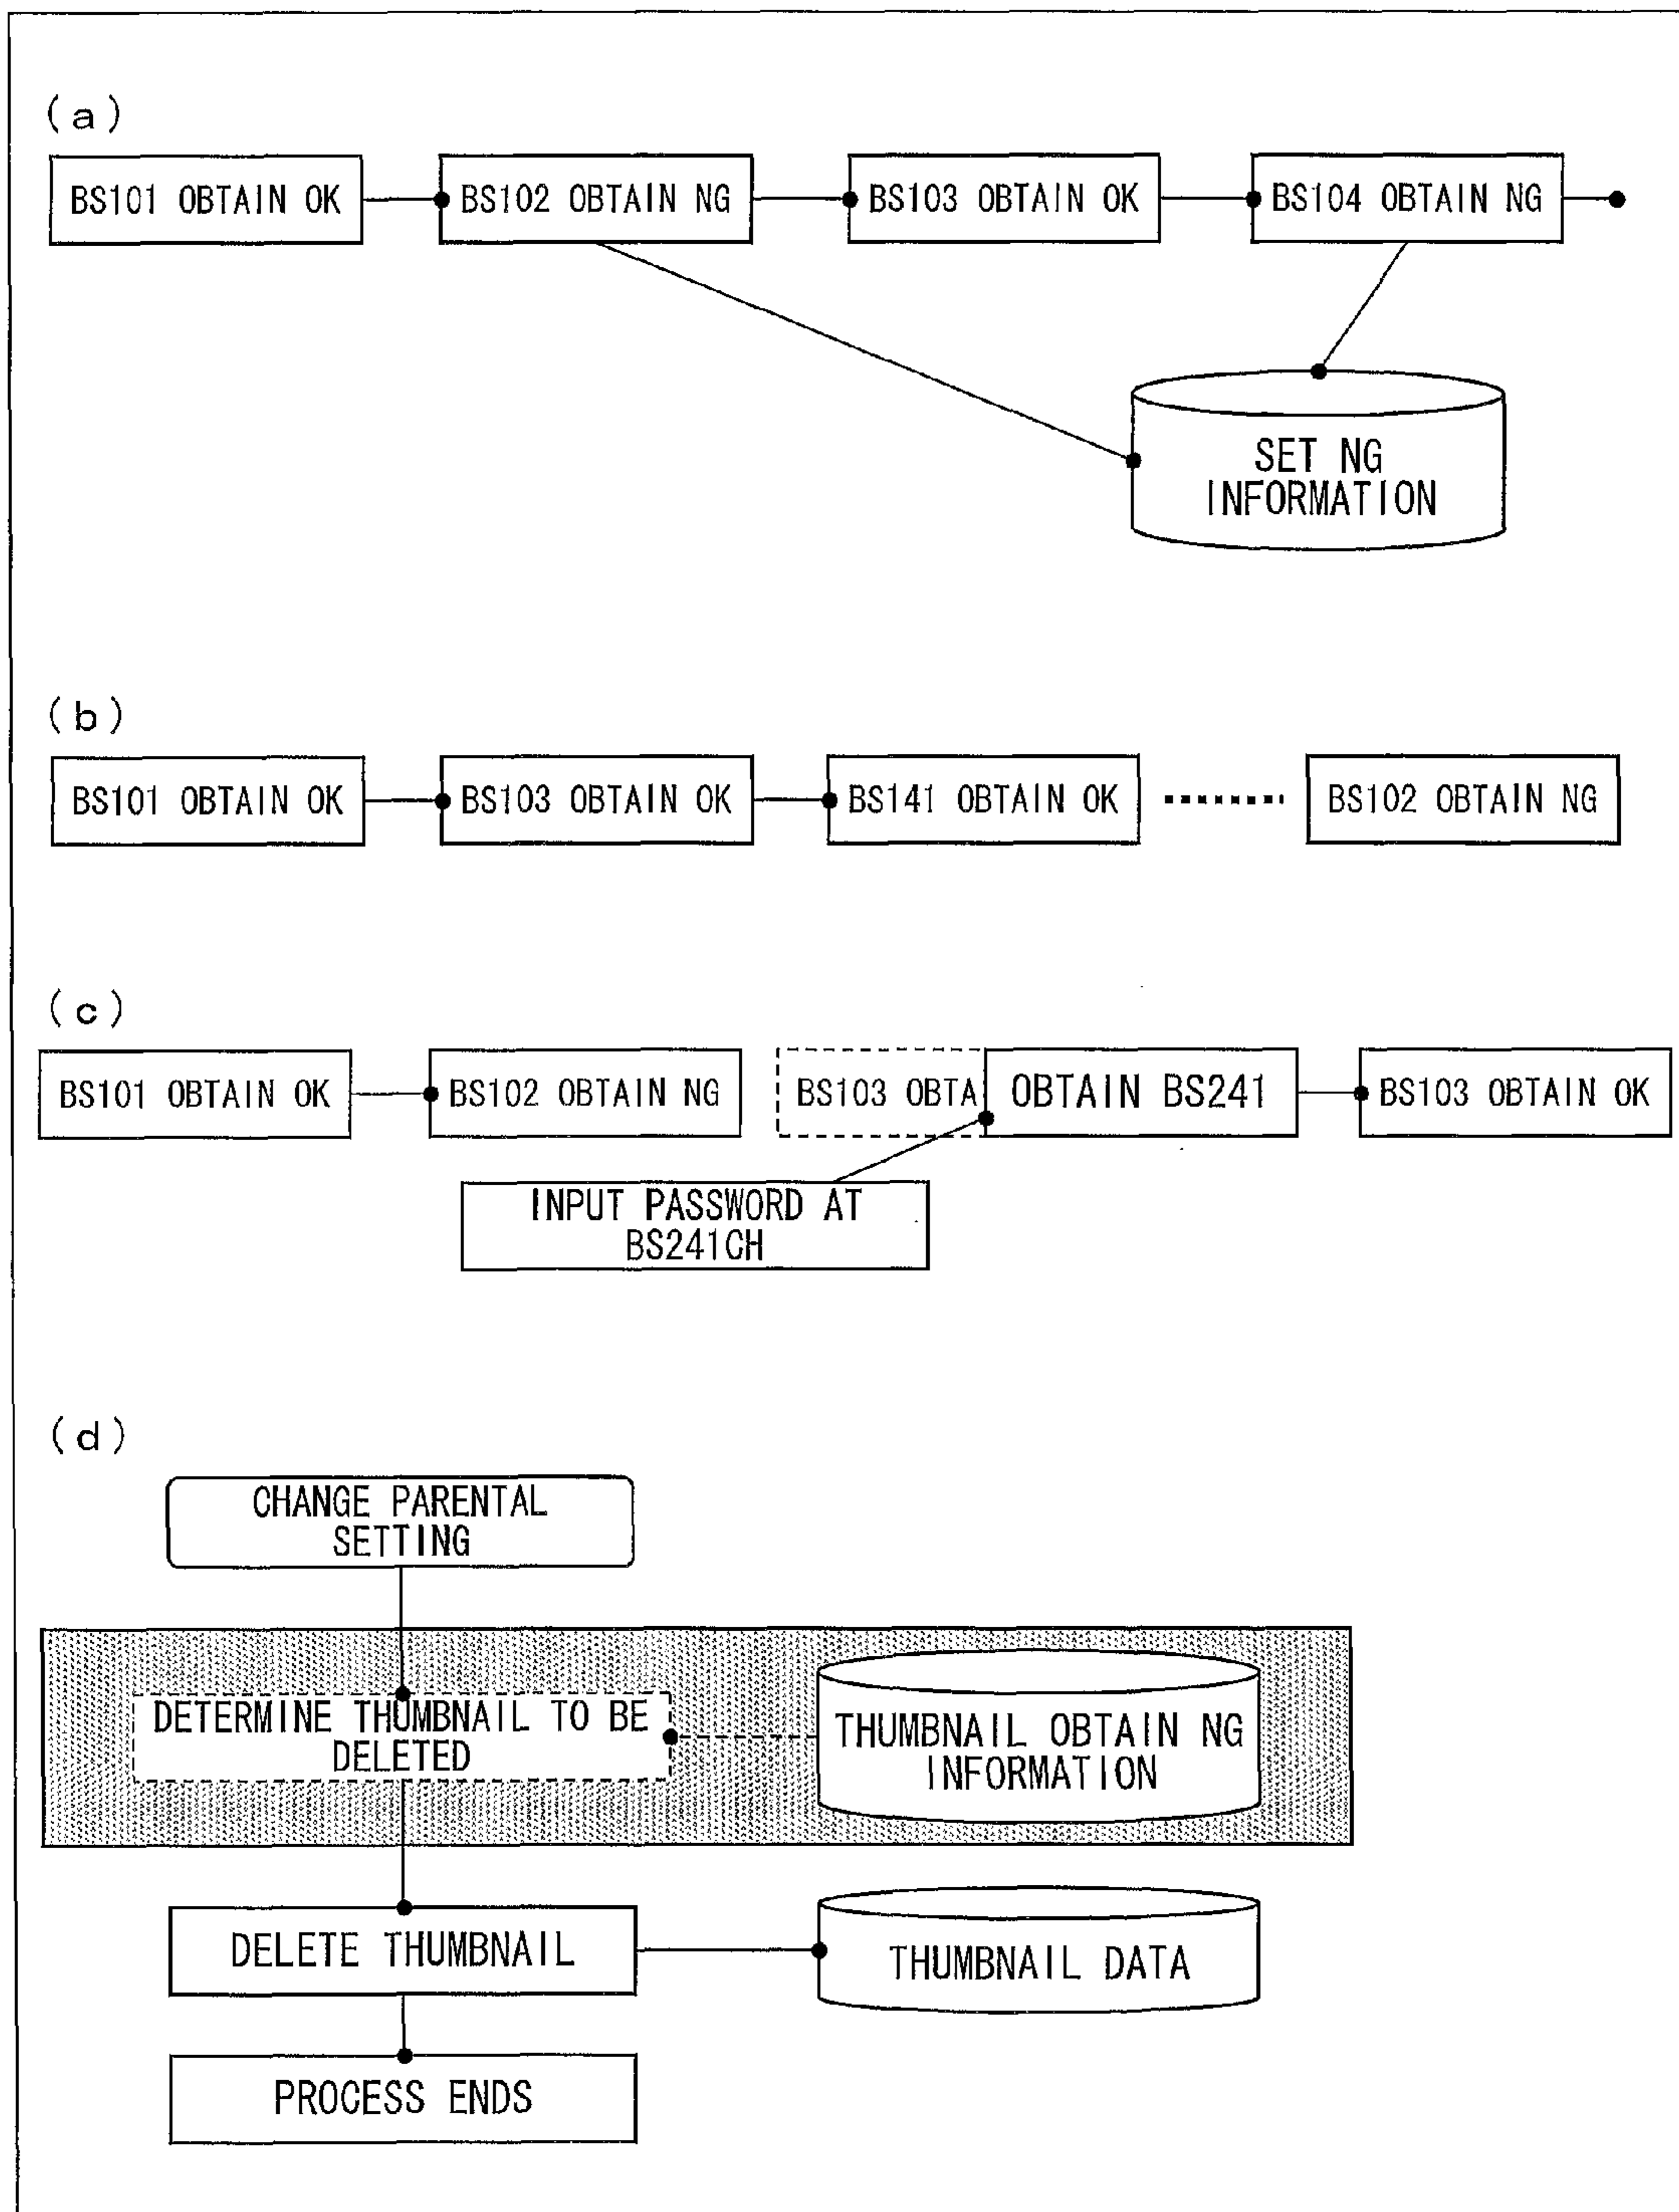 (a)
BS101 OBTAIN OK
BS102 OBTAIN NG
BS103 OBTAIN OK
BS104 OBTAIN NG
SET NG
INFORMATION
(b)
BS101 OBTAIN OK
BS103 OBTAIN OK
BS141 OBTAIN OK
BS102 OBTAIN NG
(c)
BS101 OBTAIN OK
BS102 OBTAIN NG
BS103 OBTA
OBTAIN BS241
BS103 OBTAIN OK
INPUT PASSWORD AT
BS241CH
(d)
CHANGE PARENTAL
SETTING
DETERMINE THUMBNAIL TO BE
DELETED
THUMBNAIL OBTAIN NG
INFORMATION
DELETE THUMBNAIL
THUMBNAIL DATA
PROCESS ENDS